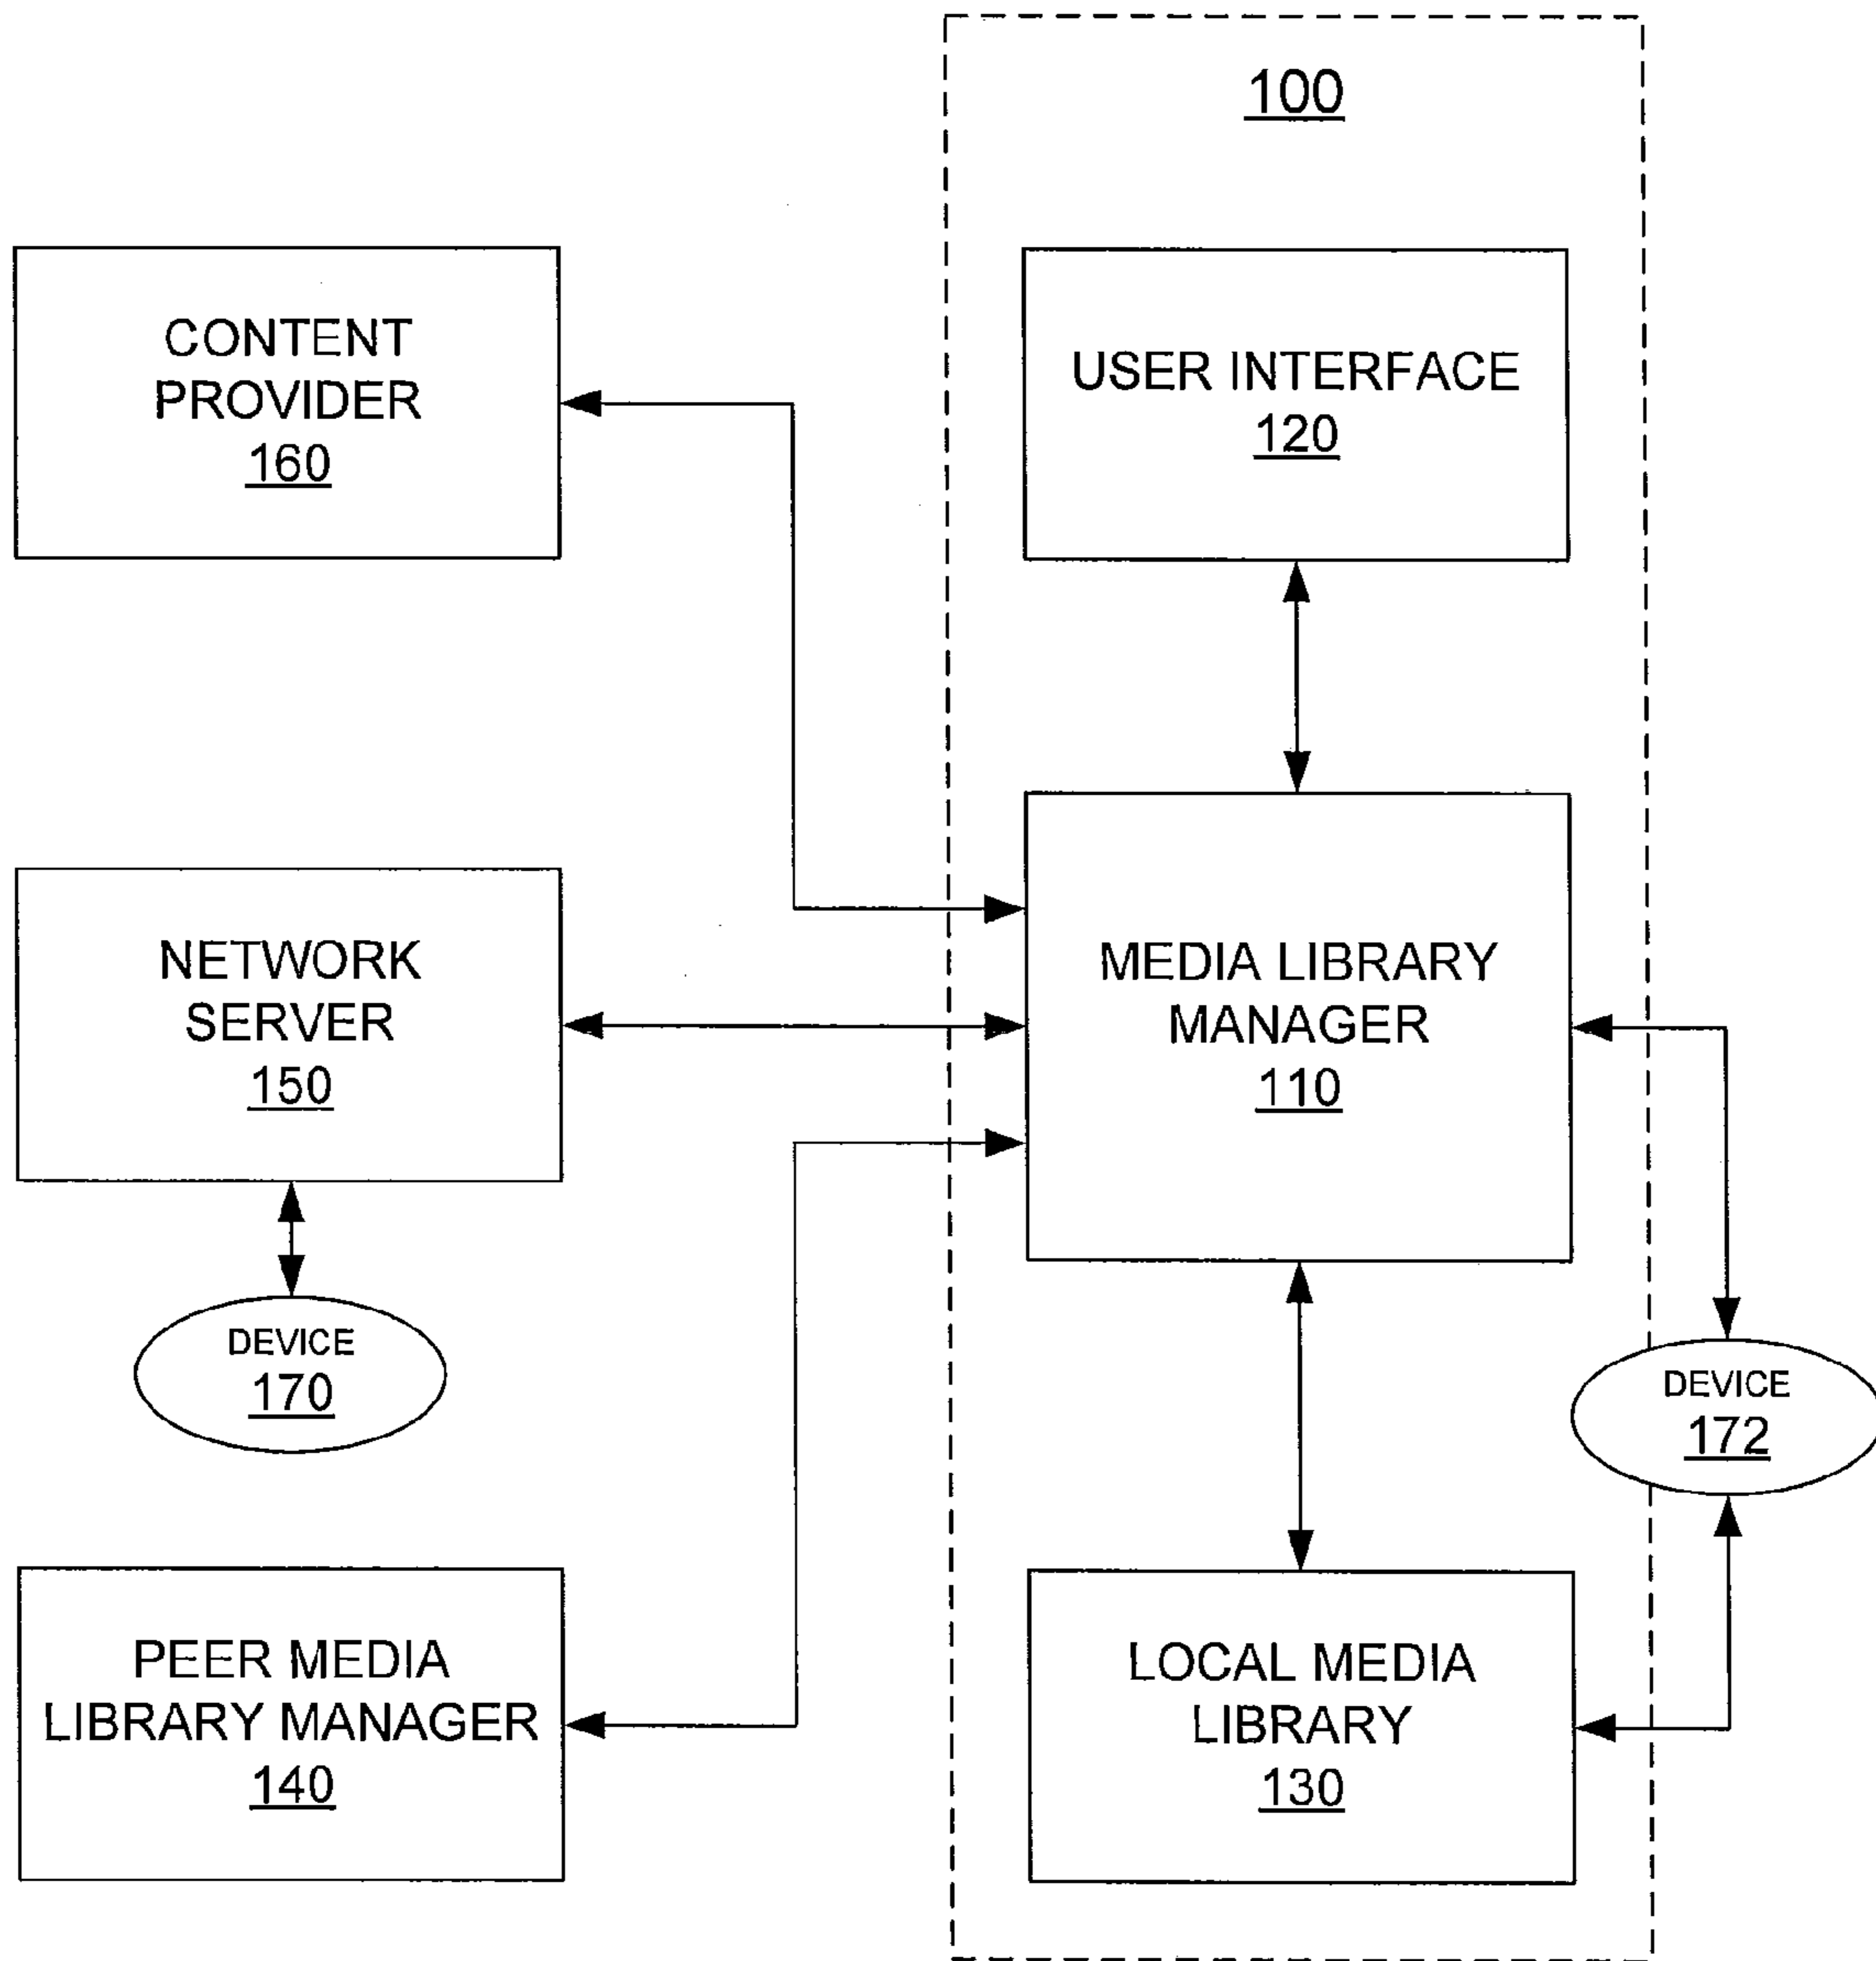 100
CONTENT
PROVIDER
160
USER INTERFACE
120
NETWORK
SERVER
150
MEDIA LIBRARY
MANAGER
110
DEVICE
170
DEVICE
172
PEER MEDIA
LIBRARY MANAGER
140
LOCAL MEDIA
LIBRARY
130